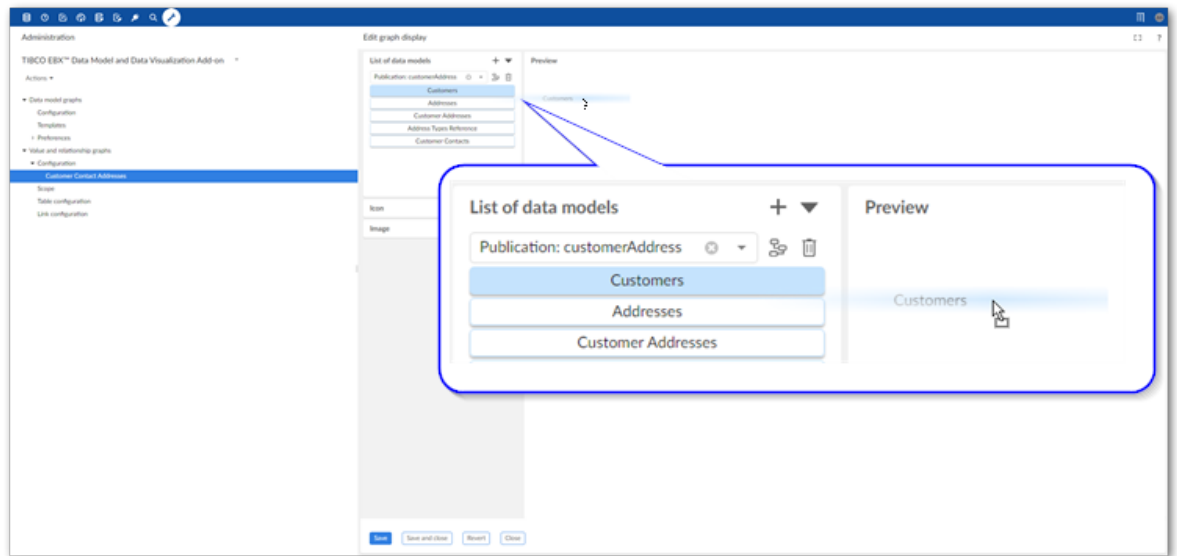 Administration
TIBCO EBX™ Data Model and Data Visualization Add-on
Actions
Data model graphs
Configuration
Templates
Preferences
Value and relationship graphs
Configuration
Customer Contact Addresses
Scope
Table configuration
Link configuration
Edit graph display
?
List of data models
+
Publication: customerAddress
Customers
Addresses
Customer Addresses
Address Types Reference
Customer Contacts
Icon
Image
Preview
Customers
List of data models
+
Preview
Publication: customerAddress
Customers
Addresses
Customer Addresses
Customers
Save
Save and close
Revert
Close